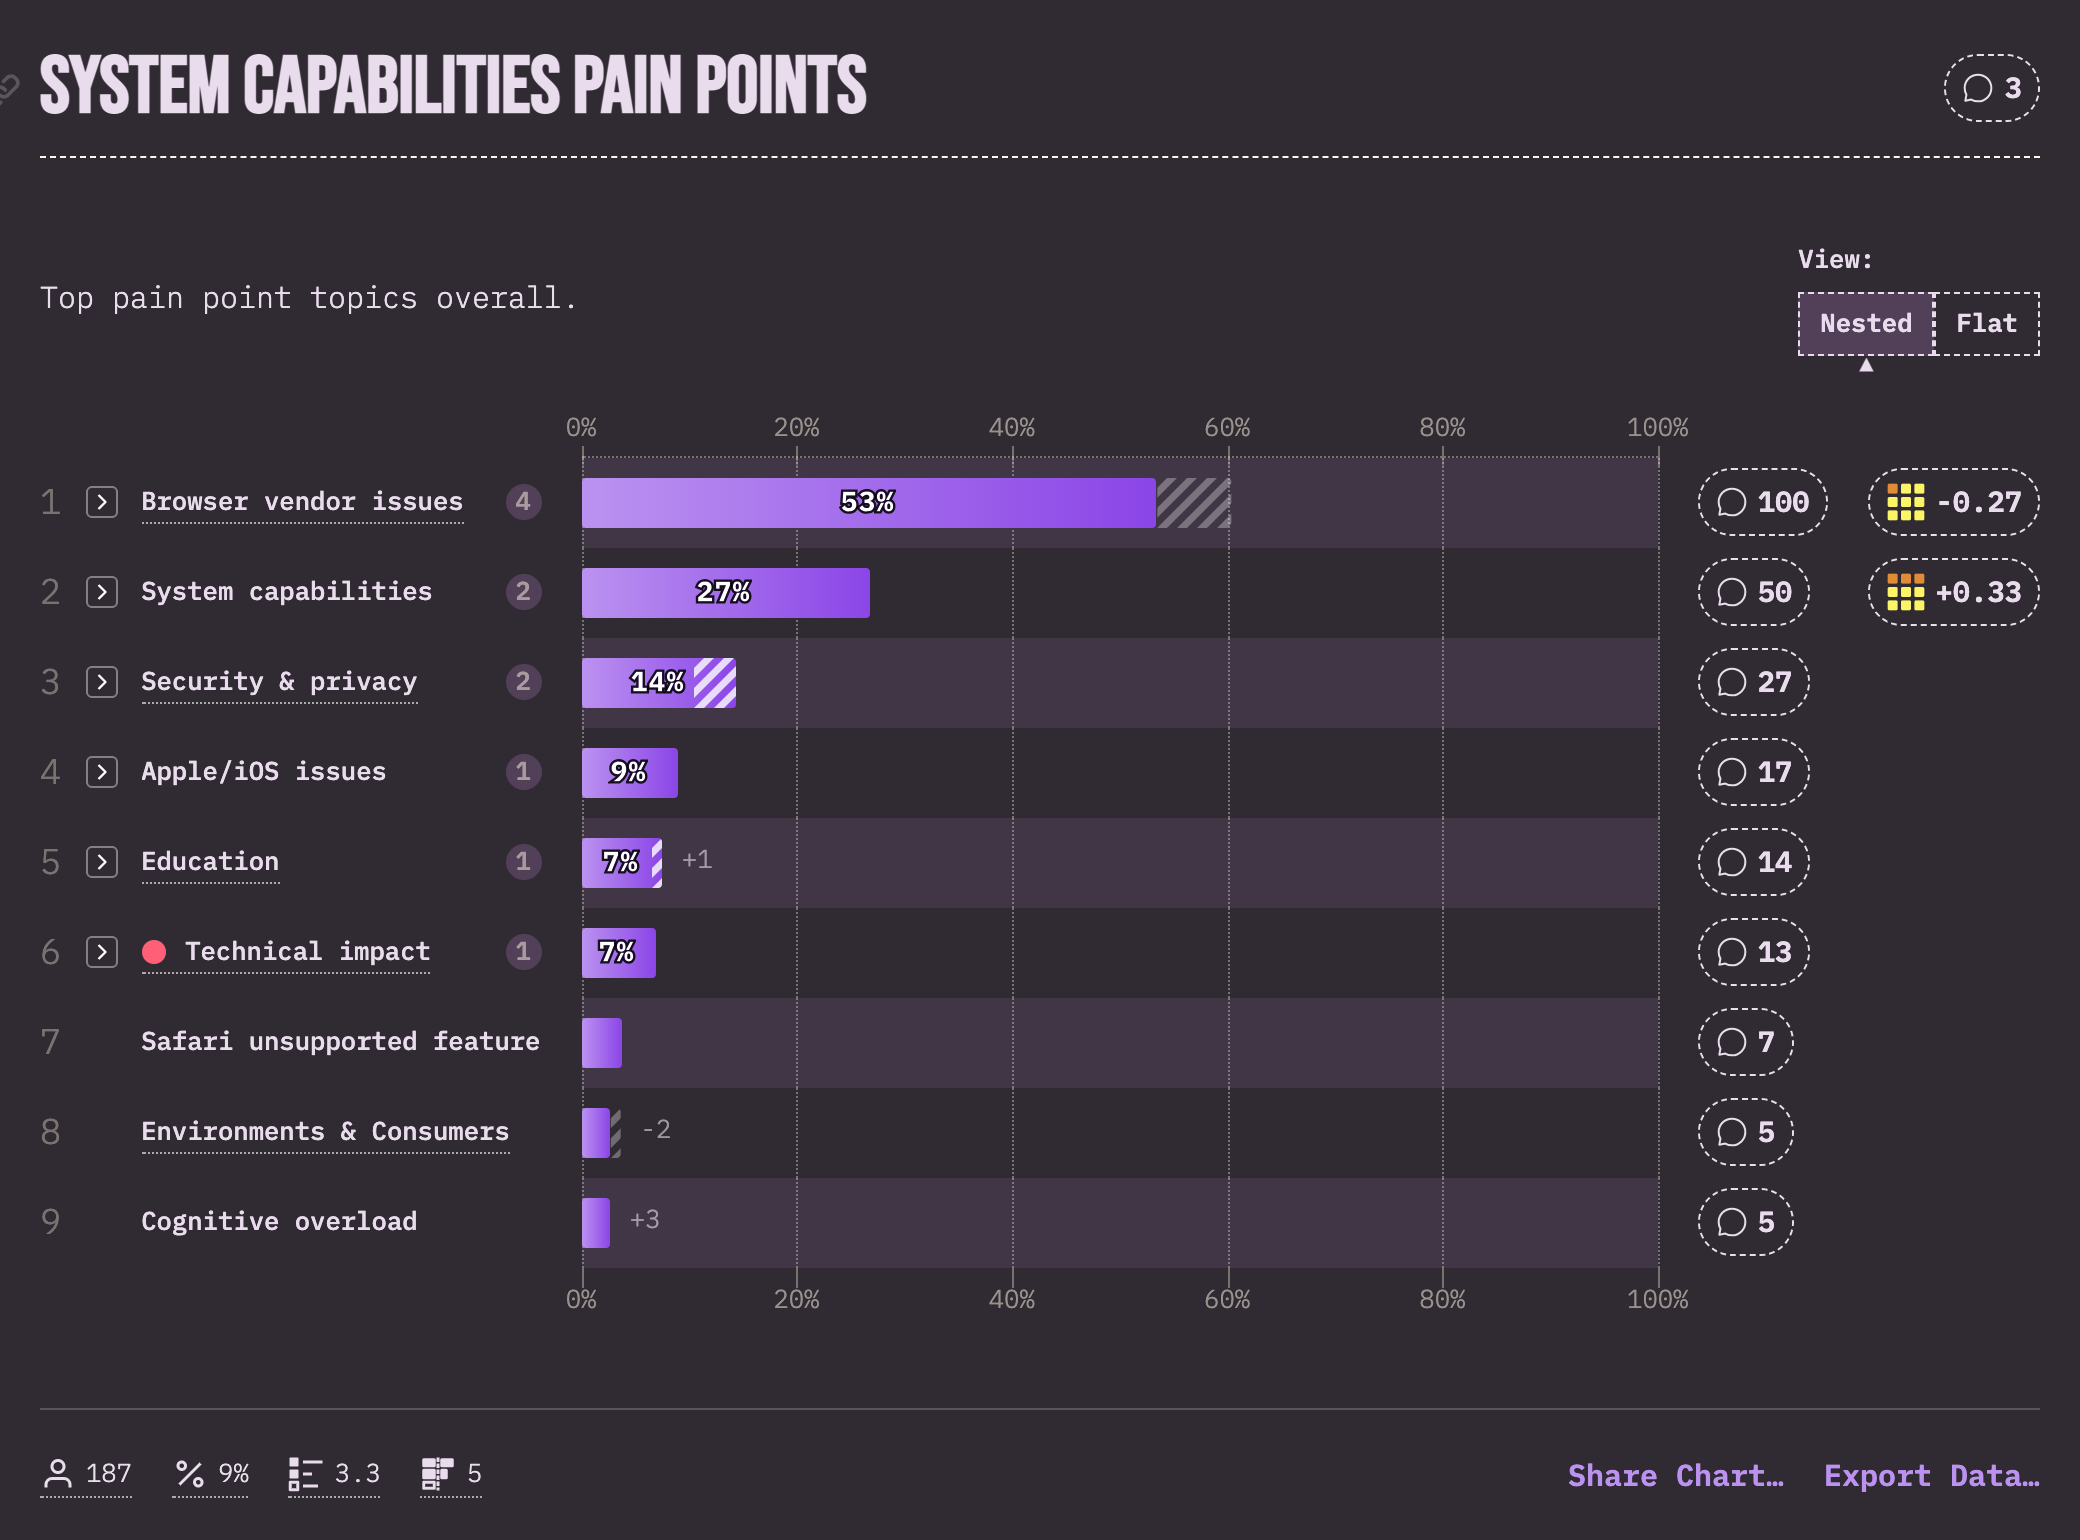 SYSTEM CAPABILITIES PAIN POINTS
3
View:
Top pain point topics overall.
Nested Flat
0% 20% 40% 60% 80% 100%
1 Browser vendor issues 4 53% 100 -0.27
2 System capabilities 2 27% 50 +0.33
3 Security & privacy 2 14% 27
4 Apple/iOS issues 1 9% 17
5 Education 1 7% +1 14
6 Technical impact 1 7% 13
7 Safari unsupported feature 7
8 Environments & Consumers -2 5
9 Cognitive overload +3 5
0% 20% 40% 60% 80% 100%
187 9% 3.3 5 Share Chart… Export Data…